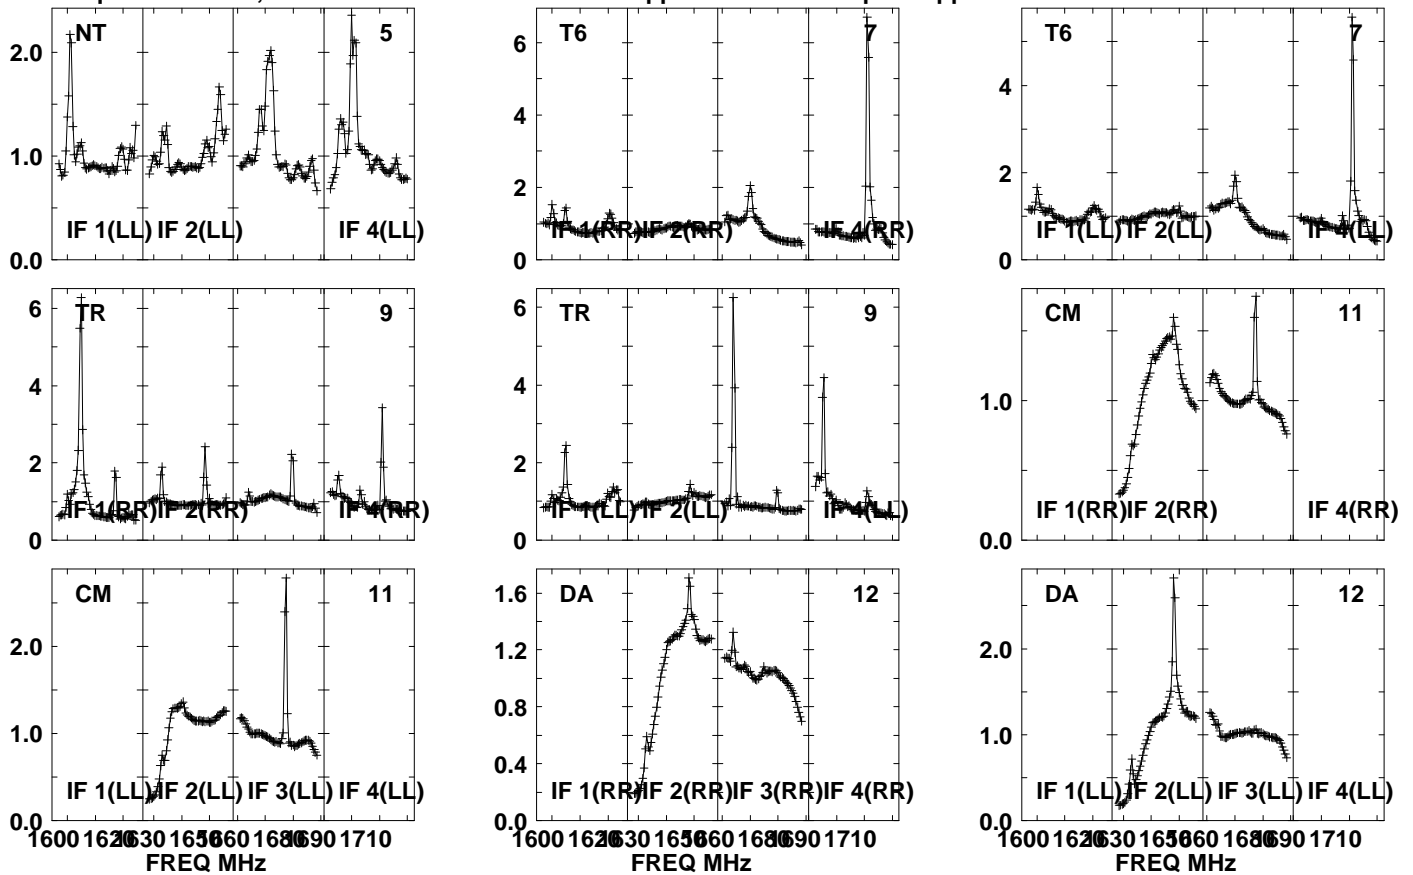 NT 5 T6 7 T6 7
2.0 6
4
4
1.0 2
2
IF 1(LL) IF 2(LL) IF 4(LL) IF 1(RR) IF 2(RR) IF 4(RR) IF 1(LL) IF 2(LL) IF 4(LL)
0.0 0 0
TR 9 TR 9 CM 11
6 6
4 4 1.0
2 2
IF 1(RR) IF 2(RR) IF 4(RR) IF 1(LL) IF 2(LL) IF 4(LL) IF 1(RR) IF 2(RR) IF 4(RR)
0 0 0.0
CM 11 DA 12 DA 12
1.6
2.0 1.2 2.0
1.0 0.8 1.0
0.4
IF 1(LL) IF 2(LL) IF 3(LL) IF 4(LL) IF 1(RR) IF 2(RR) IF 3(RR) IF 4(RR) IF 1(LL) IF 2(LL) IF 3(LL) IF 4(LL)
0.0 0.0 0.0
1600 1620 1630 1650 1660 1680 1690 1710 1600 1620 1630 1650 1660 1680 1690 1710 1600 1620 1630 1650 1660 1680 1690 1710
FREQ MHz FREQ MHz FREQ MHz